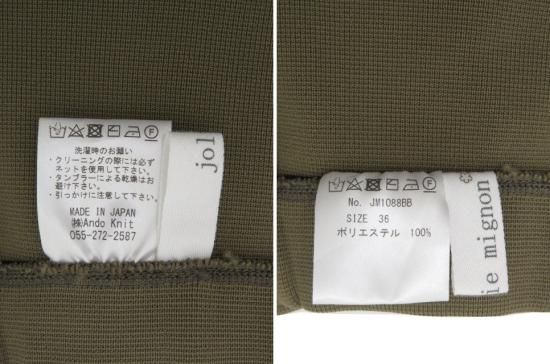 洗濯時のお願い
・クリーニングの際には必ず
ネットを使用して下さい。
・タンブラーによる乾燥はお
避け下さい。
・引っかけに注意して下さい。
MADE IN JAPAN
㈱Ando Knit
055-272-2587
jol
No. JM1088BB
SIZE 36
ポリエステル 100%
ie mignon